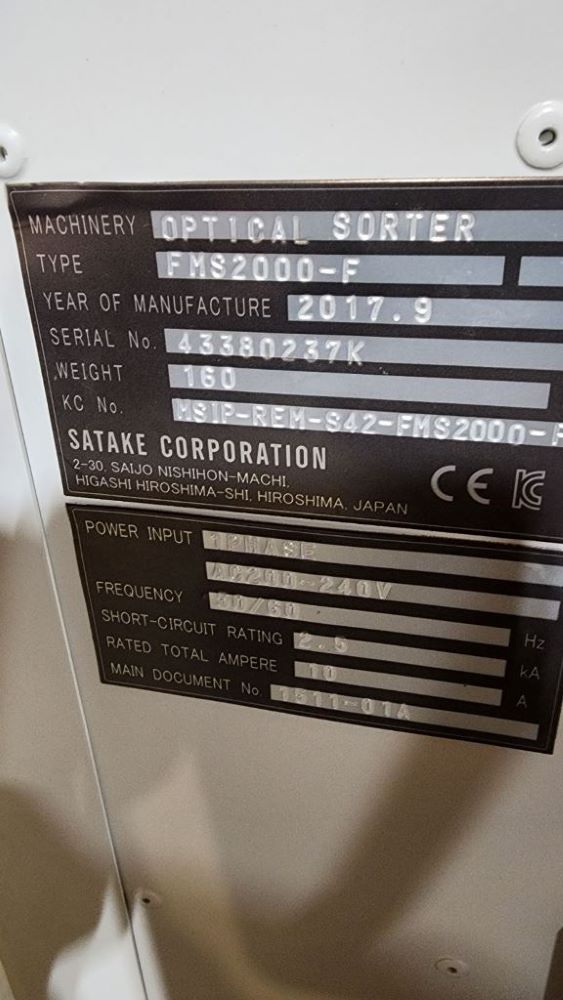 MACHINERY OPTICAL SORTER
TYPE FMS2000-F
YEAR OF MANUFACTURE 2017.9
SERIAL No. 43380237K
WEIGHT 160
KC No. MSIP-REM-S42-FMS2000-F
SATAKE CORPORATION
2-30, SAIJO NISHIHON-MACHI,
HIGASHI HIROSHIMA-SHI, HIROSHIMA, JAPAN
CE KC
POWER INPUT 1PHASE
AC200-240V
FREQUENCY 50/60 Hz
SHORT-CIRCUIT RATING 2.5 kA
RATED TOTAL AMPERE 10 A
MAIN DOCUMENT No. 1511-01A